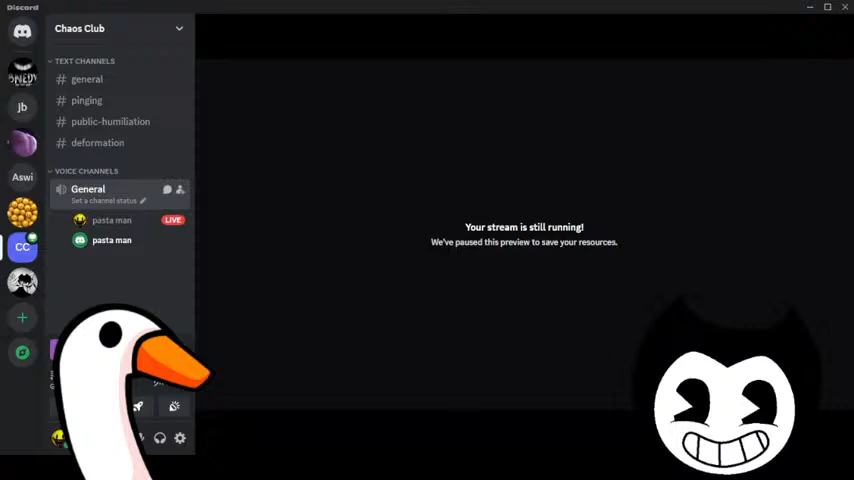 Discord
Chaos Club
TEXT CHANNELS
# general
# pinging
# public-humiliation
# deformation
VOICE CHANNELS
General
Set a channel status
pasta man LIVE
pasta man
Jb
Aswi
CC
Your stream is still running!
We've paused this preview to save your resources.